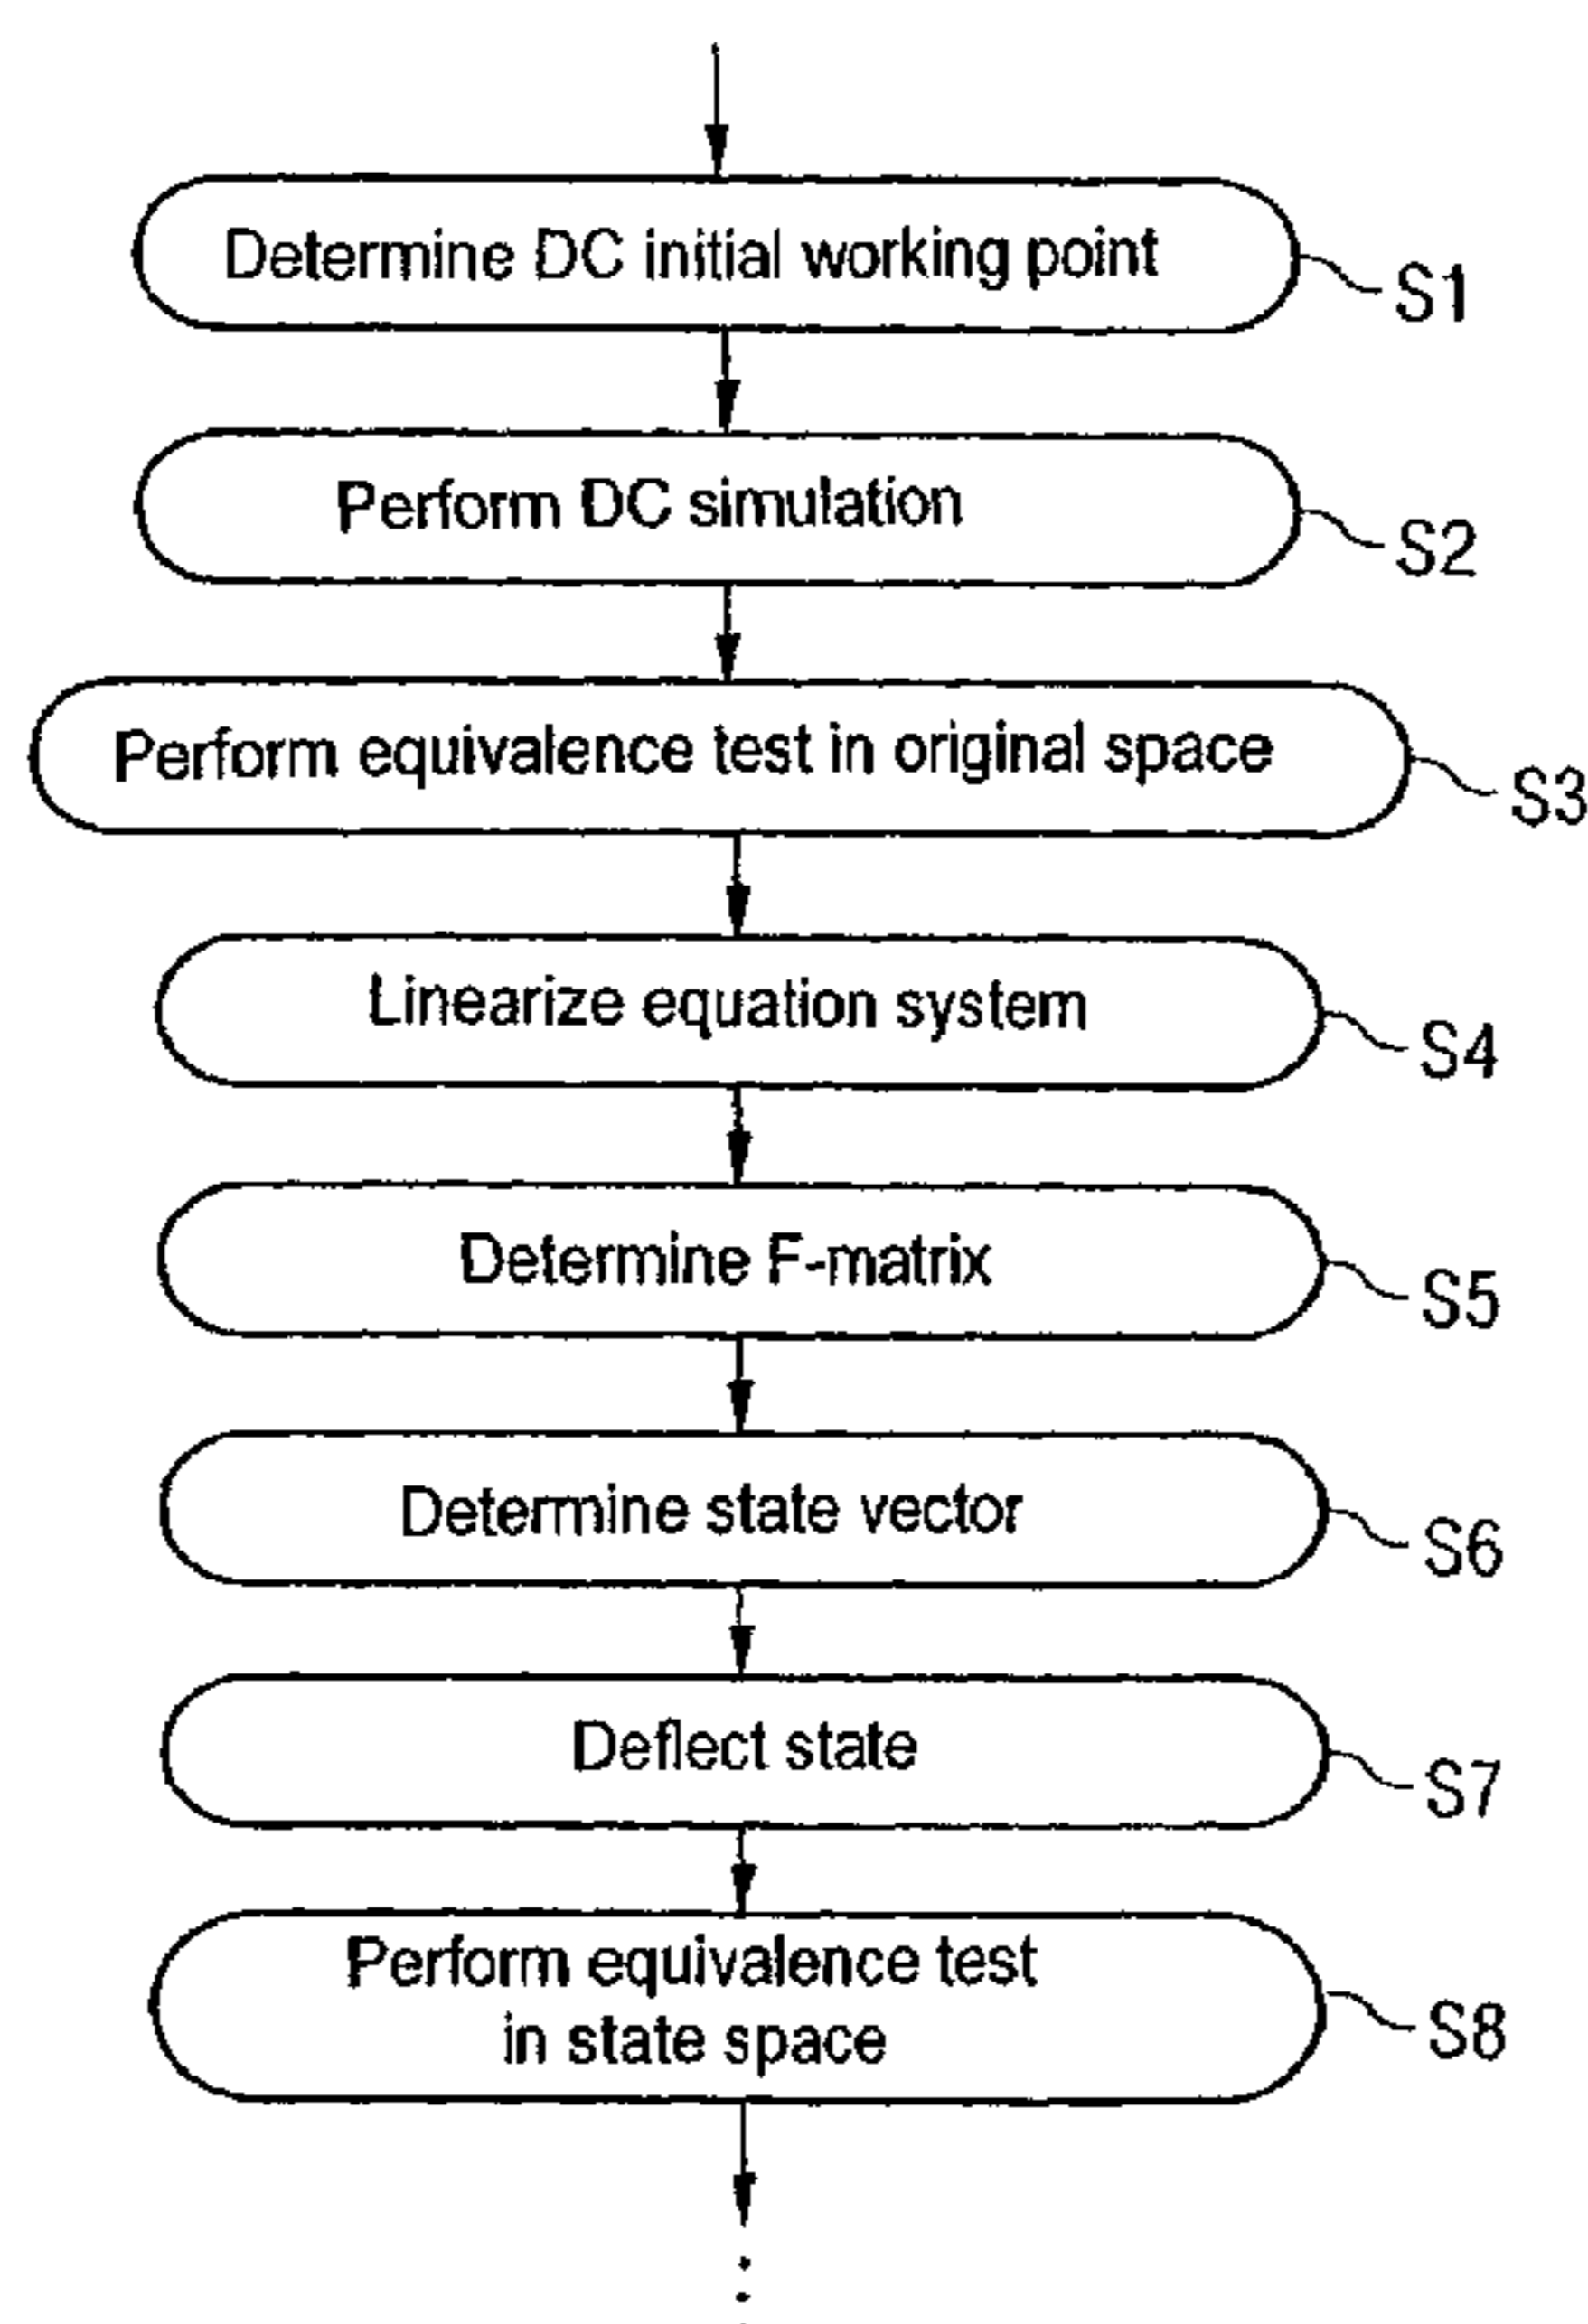 Determine DC initial working point
S1
Perform DC simulation
S2
Perform equivalence test in original space
S3
Linearize equation system
S4
Determine F-matrix
S5
Determine state vector
S6
Deflect state
S7
Perform equivalence test
in state space
S8